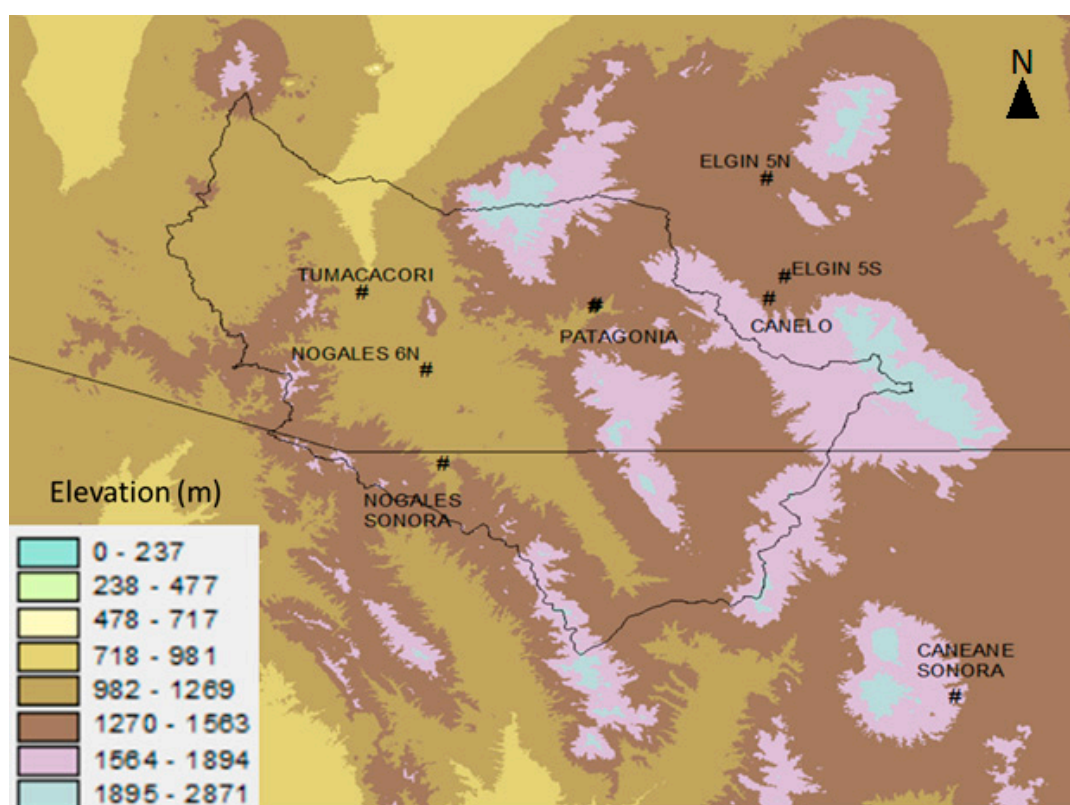 N
ELGIN 5N
#
#
ELGIN 5S
TUMACACORI
#
#
#
PATAGONIA
CANELO
NOGALES 6N
#
#
NOGALES
SONORA
CANEANE
SONORA
#
Elevation (m)
0 - 237
238 - 477
478 - 717
718 - 981
982 - 1269
1270 - 1563
1564 - 1894
1895 - 2871